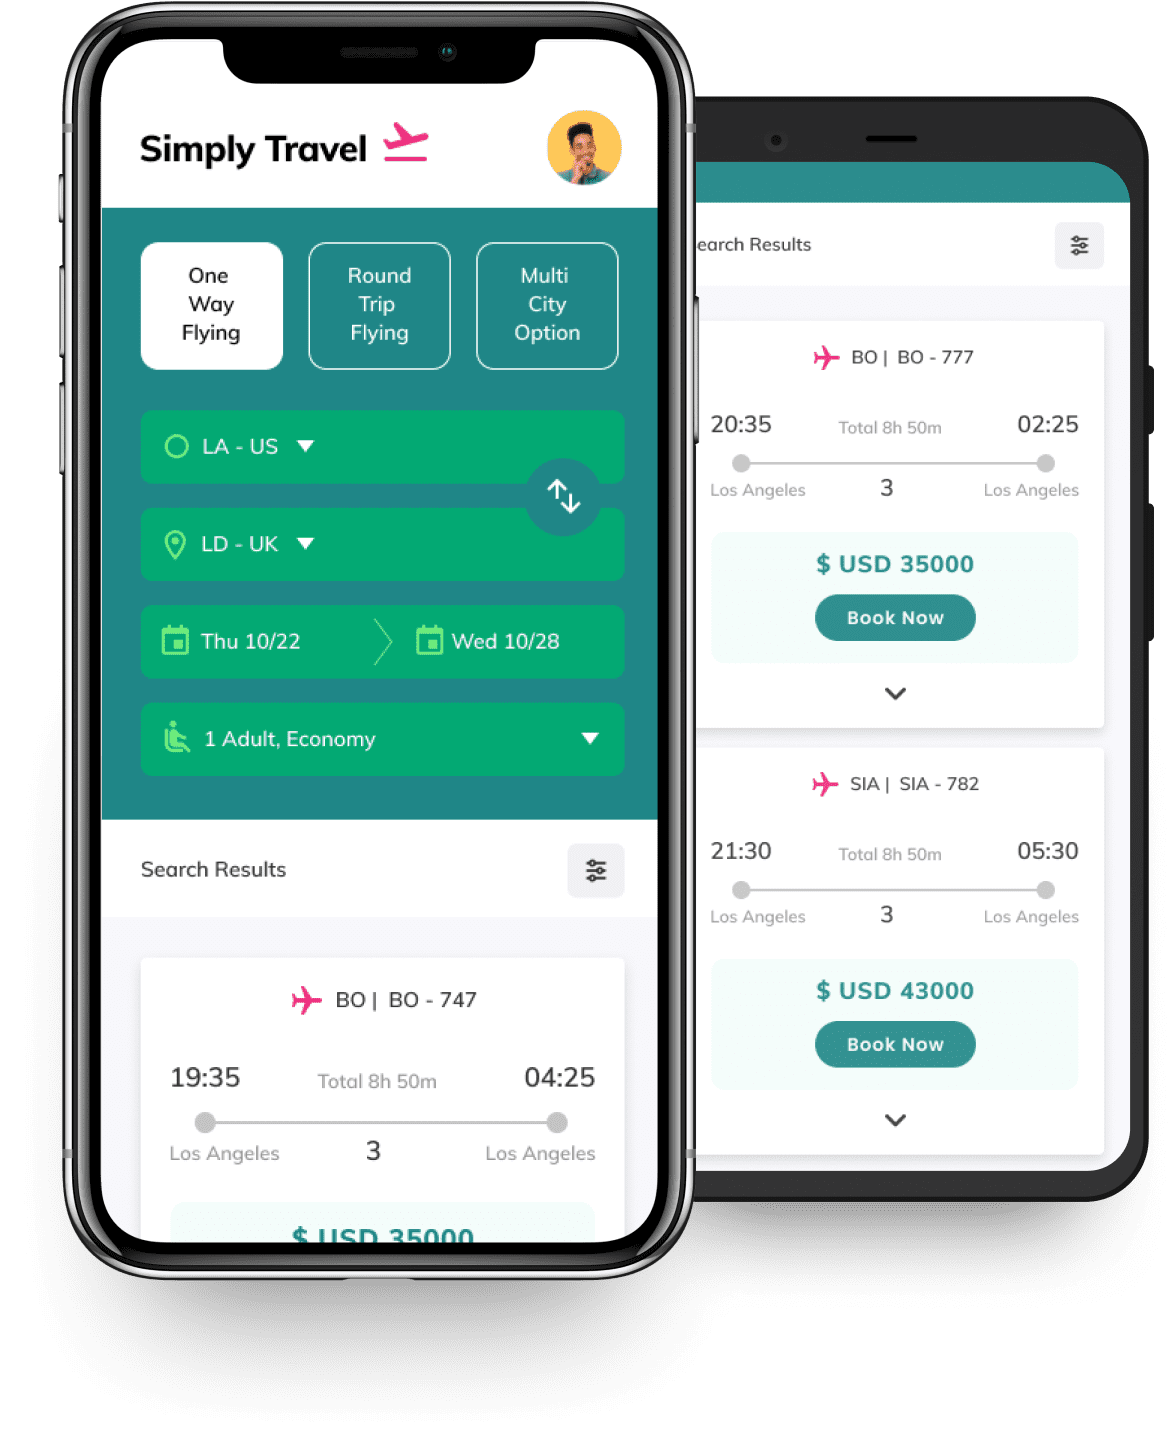 Simply Travel
One
Way
Flying
Round
Trip
Flying
Multi
City
Option
LA - US
LD - UK
Thu 10/22
Wed 10/28
1 Adult, Economy
Search Results
BO | BO - 747
19:35
Total 8h 50m
04:25
Los Angeles
3
Los Angeles
$ USD 35000
earch Results
BO | BO - 777
20:35
Total 8h 50m
02:25
Los Angeles
3
Los Angeles
$ USD 35000
Book Now
SIA | SIA - 782
21:30
Total 8h 50m
05:30
Los Angeles
3
Los Angeles
$ USD 43000
Book Now